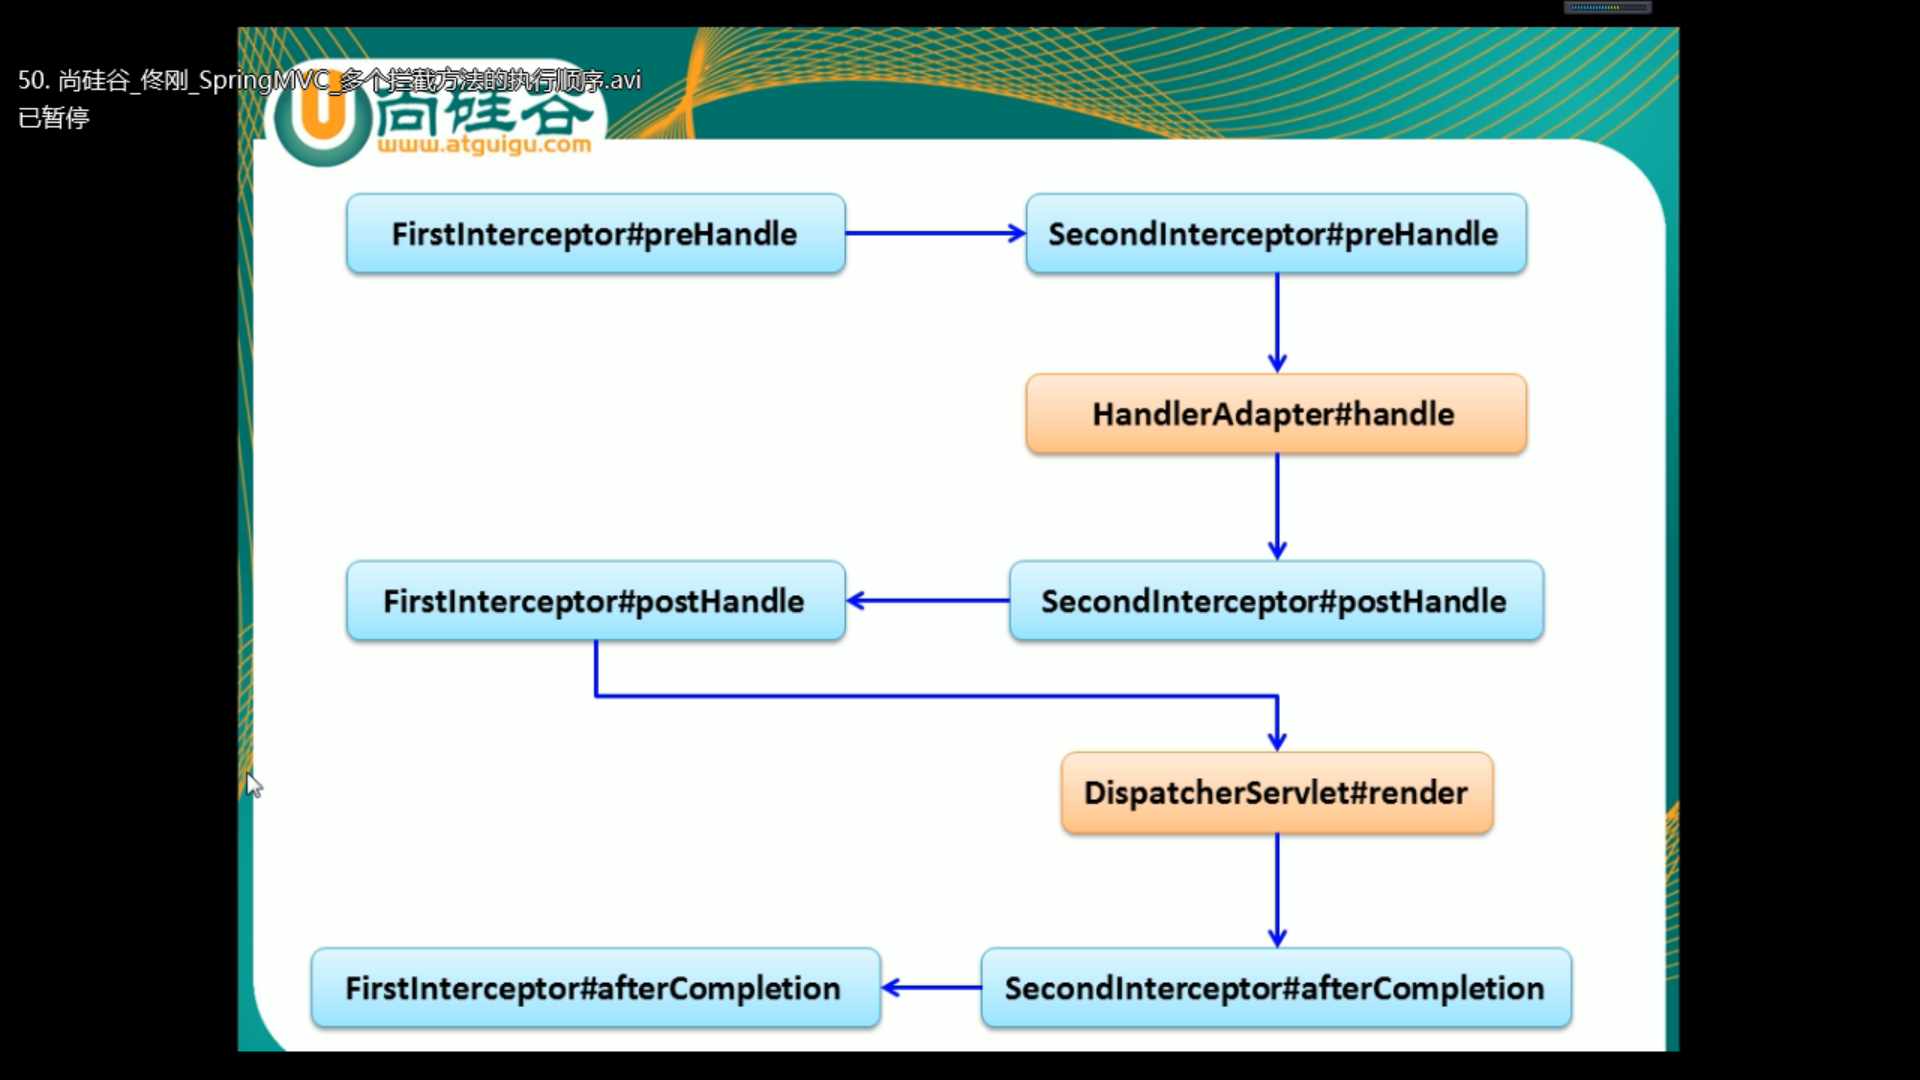 50. 尚硅谷_佟刚_SpringMVC_多个拦截方法的执行顺序.avi
已暂停
尚硅谷
www.atguigu.com
FirstInterceptor#preHandle
SecondInterceptor#preHandle
HandlerAdapter#handle
FirstInterceptor#postHandle
SecondInterceptor#postHandle
DispatcherServlet#render
FirstInterceptor#afterCompletion
SecondInterceptor#afterCompletion